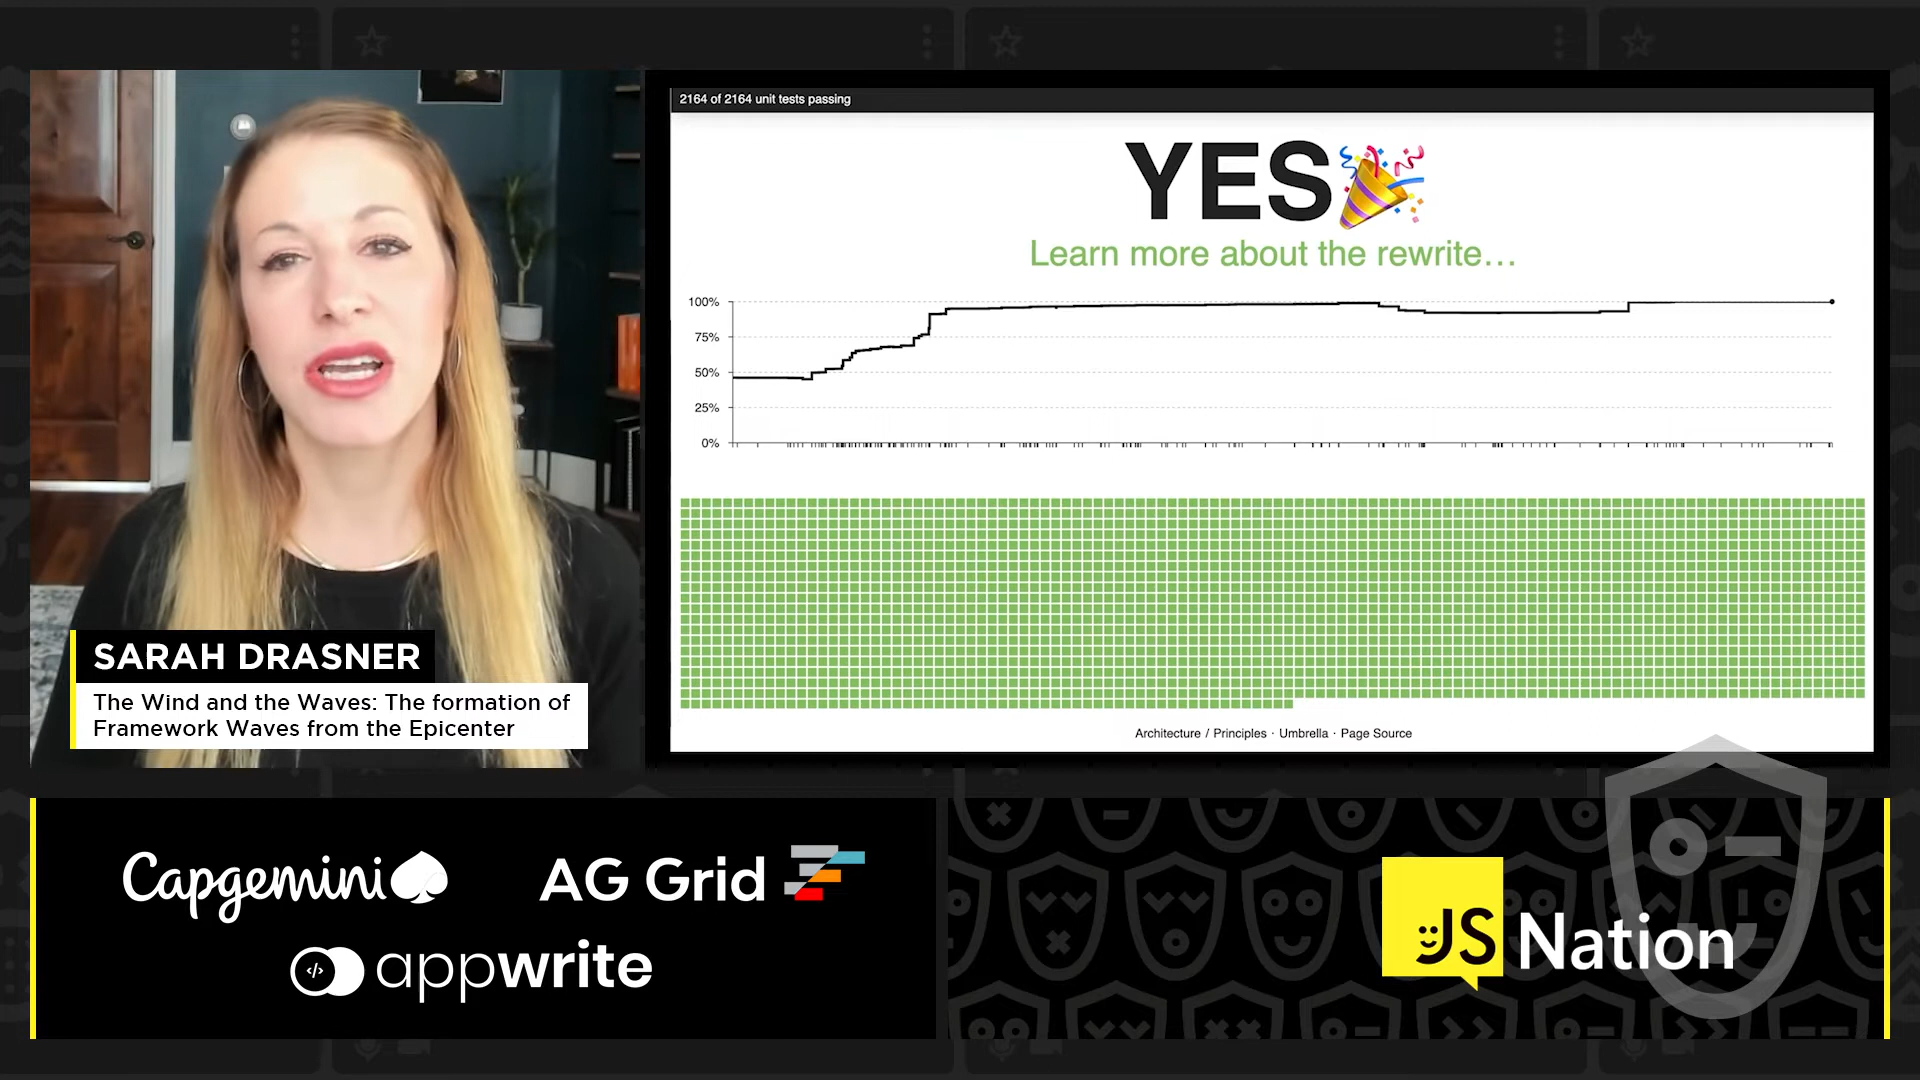 2164 of 2164 unit tests passing
YES
Learn more about the rewrite…
100%
75%
50%
25%
0%
Architecture / Principles · Umbrella · Page Source
SARAH DRASNER
The Wind and the Waves: The formation of
Framework Waves from the Epicenter
Capgemini
AG Grid
</> appwrite
JS Nation